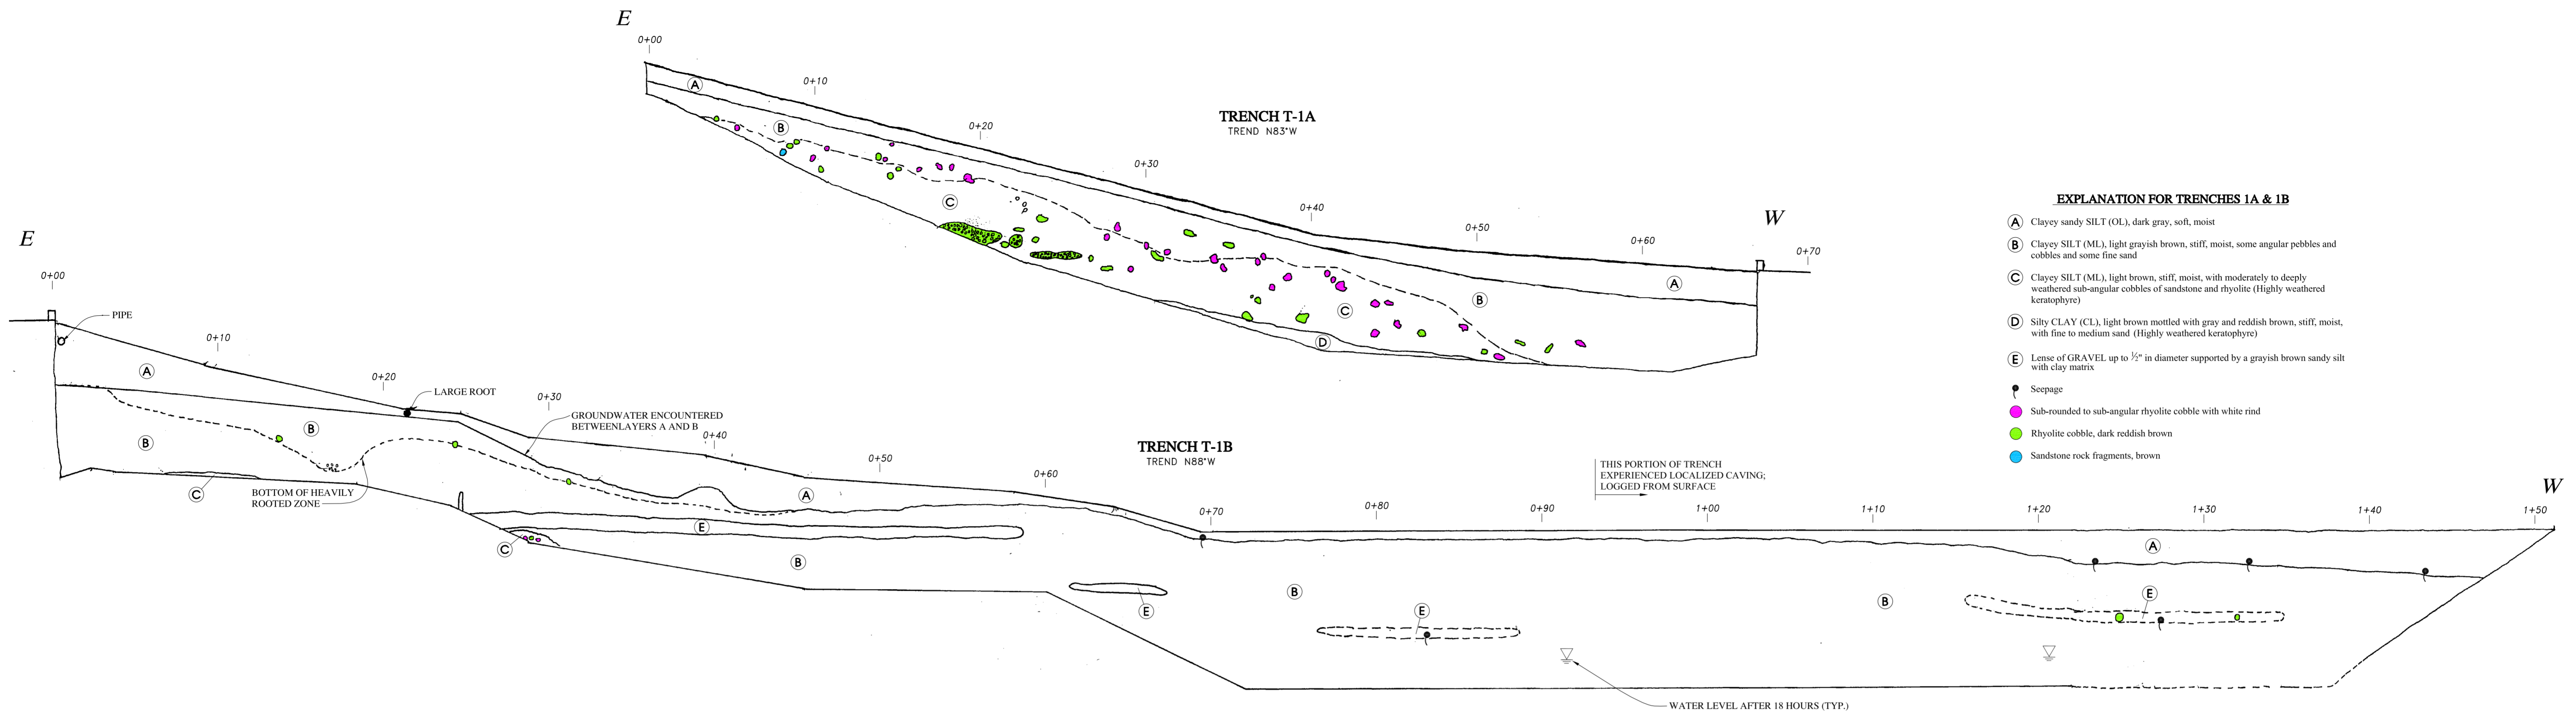 E
0+00
0+10
A
TRENCH T-1A
TREND N83°W
B
0+20
0+30
C
0+40
W
0+50
0+60
0+70
A
B
C
D
EXPLANATION FOR TRENCHES 1A & 1B
A Clayey sandy SILT (OL), dark gray, soft, moist
B Clayey SILT (ML), light grayish brown, stiff, moist, some angular pebbles and
cobbles and some fine sand
C Clayey SILT (ML), light brown, stiff, moist, with moderately to deeply
weathered sub-angular cobbles of sandstone and rhyolite (Highly weathered
keratophyre)
D Silty CLAY (CL), light brown mottled with gray and reddish brown, stiff, moist,
with fine to medium sand (Highly weathered keratophyre)
E Lense of GRAVEL up to ½" in diameter supported by a grayish brown sandy silt
with clay matrix
Seepage
Sub-rounded to sub-angular rhyolite cobble with white rind
Rhyolite cobble, dark reddish brown
Sandstone rock fragments, brown
E
0+00
PIPE
0+10
A
0+20
LARGE ROOT
0+30
GROUNDWATER ENCOUNTERED
BETWEENLAYERS A AND B
B
B
0+40
TRENCH T-1B
TREND N88°W
0+50
0+60
THIS PORTION OF TRENCH
EXPERIENCED LOCALIZED CAVING;
LOGGED FROM SURFACE
W
C
BOTTOM OF HEAVILY
ROOTED ZONE
A
0+70
0+80
0+90
1+00
1+10
1+20
1+30
1+40
1+50
E
C
B
A
E
B
E
B
E
WATER LEVEL AFTER 18 HOURS (TYP.)